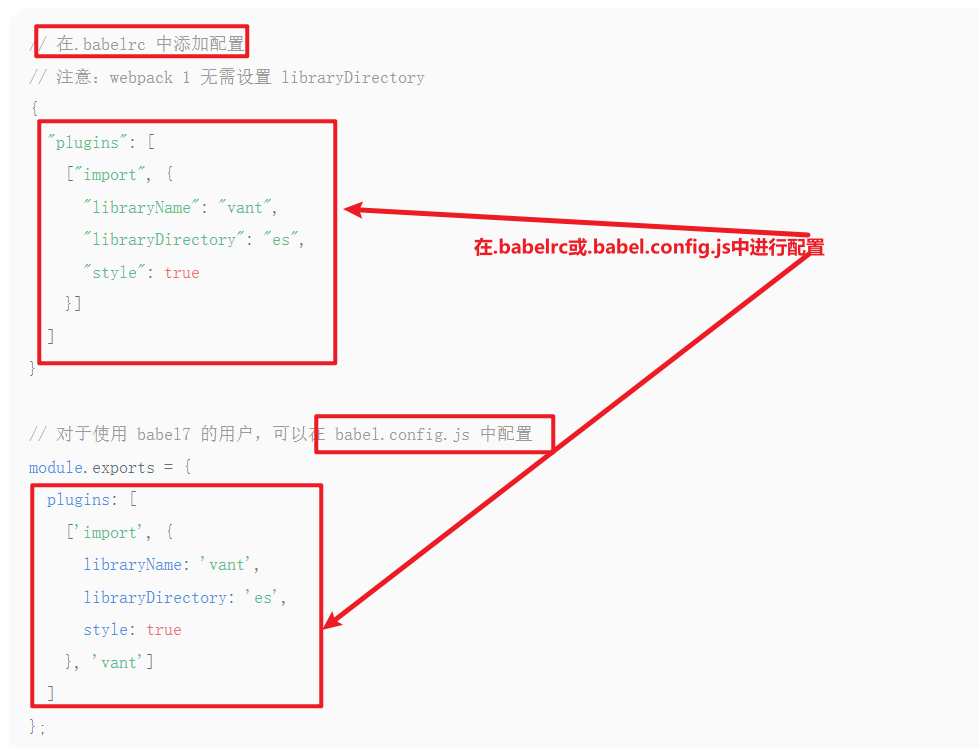 // 在.babelrc 中添加配置
// 注意：webpack 1 无需设置 libraryDirectory
{
"plugins": [
["import", {
"libraryName": "vant",
"libraryDirectory": "es",
在.babelrc或.babel.config.js中进行配置
"style": true
}]
]
}
// 对于使用 babel7 的用户，可以在 babel.config.js 中配置
module.exports = {
plugins: [
['import', {
libraryName: 'vant',
libraryDirectory: 'es',
style: true
}, 'vant']
]
};